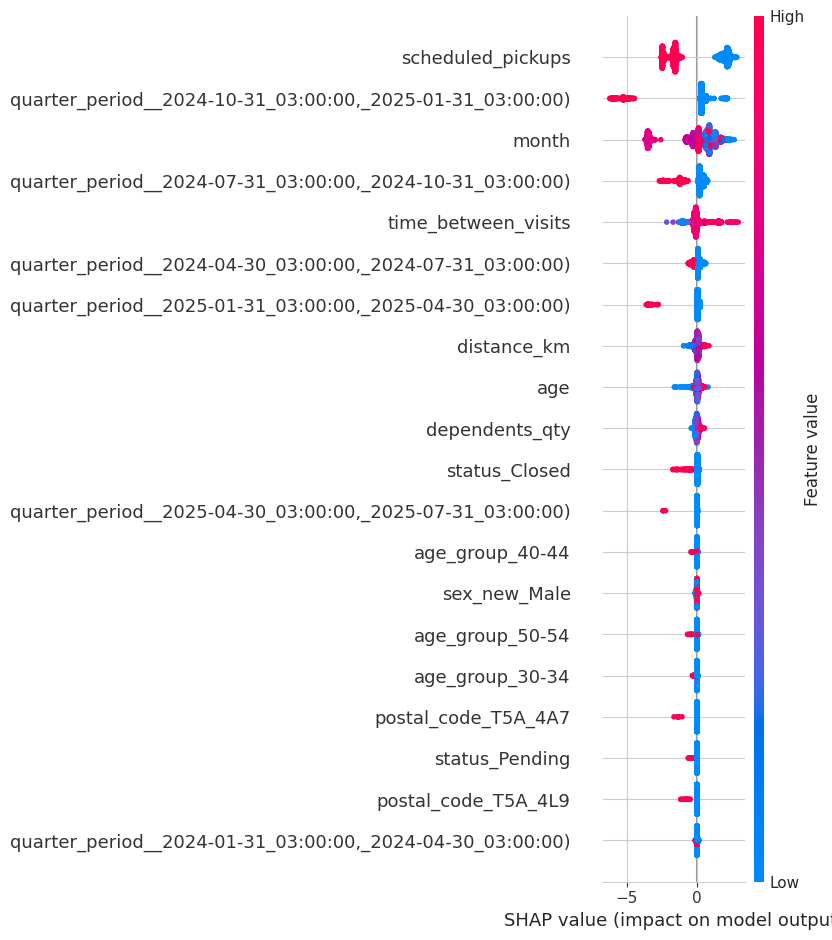 High
scheduled_pickups
quarter_period__2024-10-31_03:00:00,_2025-01-31_03:00:00)
month
quarter_period__2024-07-31_03:00:00,_2024-10-31_03:00:00)
time_between_visits
quarter_period__2024-04-30_03:00:00,_2024-07-31_03:00:00)
quarter_period__2025-01-31_03:00:00,_2025-04-30_03:00:00)
distance_km
age
dependents_qty
status_Closed
quarter_period__2025-04-30_03:00:00,_2025-07-31_03:00:00)
age_group_40-44
sex_new_Male
age_group_50-54
age_group_30-34
postal_code_T5A_4A7
status_Pending
postal_code_T5A_4L9
quarter_period__2024-01-31_03:00:00,_2024-04-30_03:00:00)
Feature value
Low
−5 0
SHAP value (impact on model output